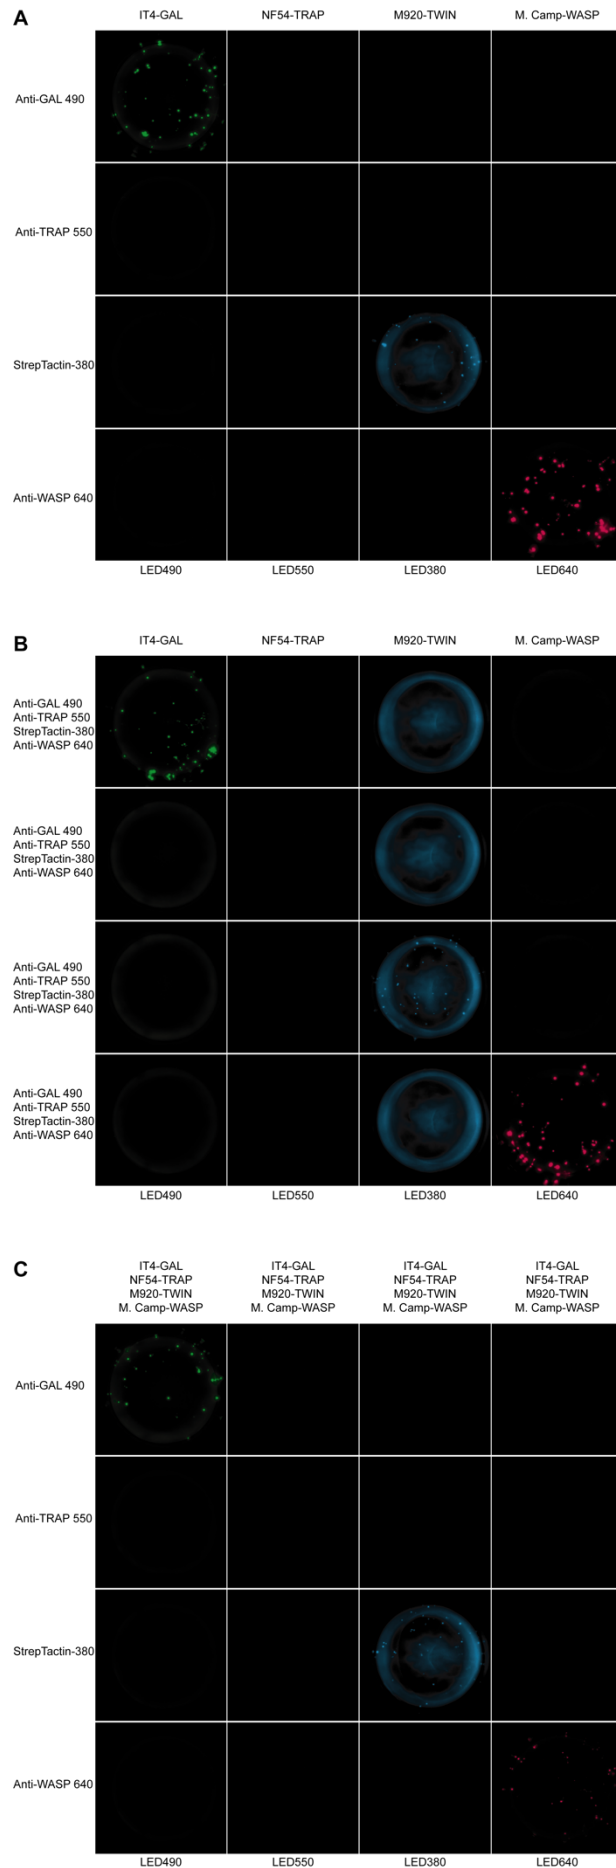 A
IT4-GAL
NF54-TRAP
M920-TWIN
M. Camp-WASP
Anti-GAL 490
Anti-TRAP 550
StrepTactin-380
Anti-WASP 640
LED490
LED550
LED380
LED640
B
IT4-GAL
NF54-TRAP
M920-TWIN
M. Camp-WASP
Anti-GAL 490
Anti-TRAP 550
StrepTactin-380
Anti-WASP 640
Anti-GAL 490
Anti-TRAP 550
StrepTactin-380
Anti-WASP 640
Anti-GAL 490
Anti-TRAP 550
StrepTactin-380
Anti-WASP 640
Anti-GAL 490
Anti-TRAP 550
StrepTactin-380
Anti-WASP 640
LED490
LED550
LED380
LED640
C
IT4-GAL
NF54-TRAP
M920-TWIN
M. Camp-WASP
IT4-GAL
NF54-TRAP
M920-TWIN
M. Camp-WASP
IT4-GAL
NF54-TRAP
M920-TWIN
M. Camp-WASP
IT4-GAL
NF54-TRAP
M920-TWIN
M. Camp-WASP
Anti-GAL 490
Anti-TRAP 550
StrepTactin-380
Anti-WASP 640
LED490
LED550
LED380
LED640